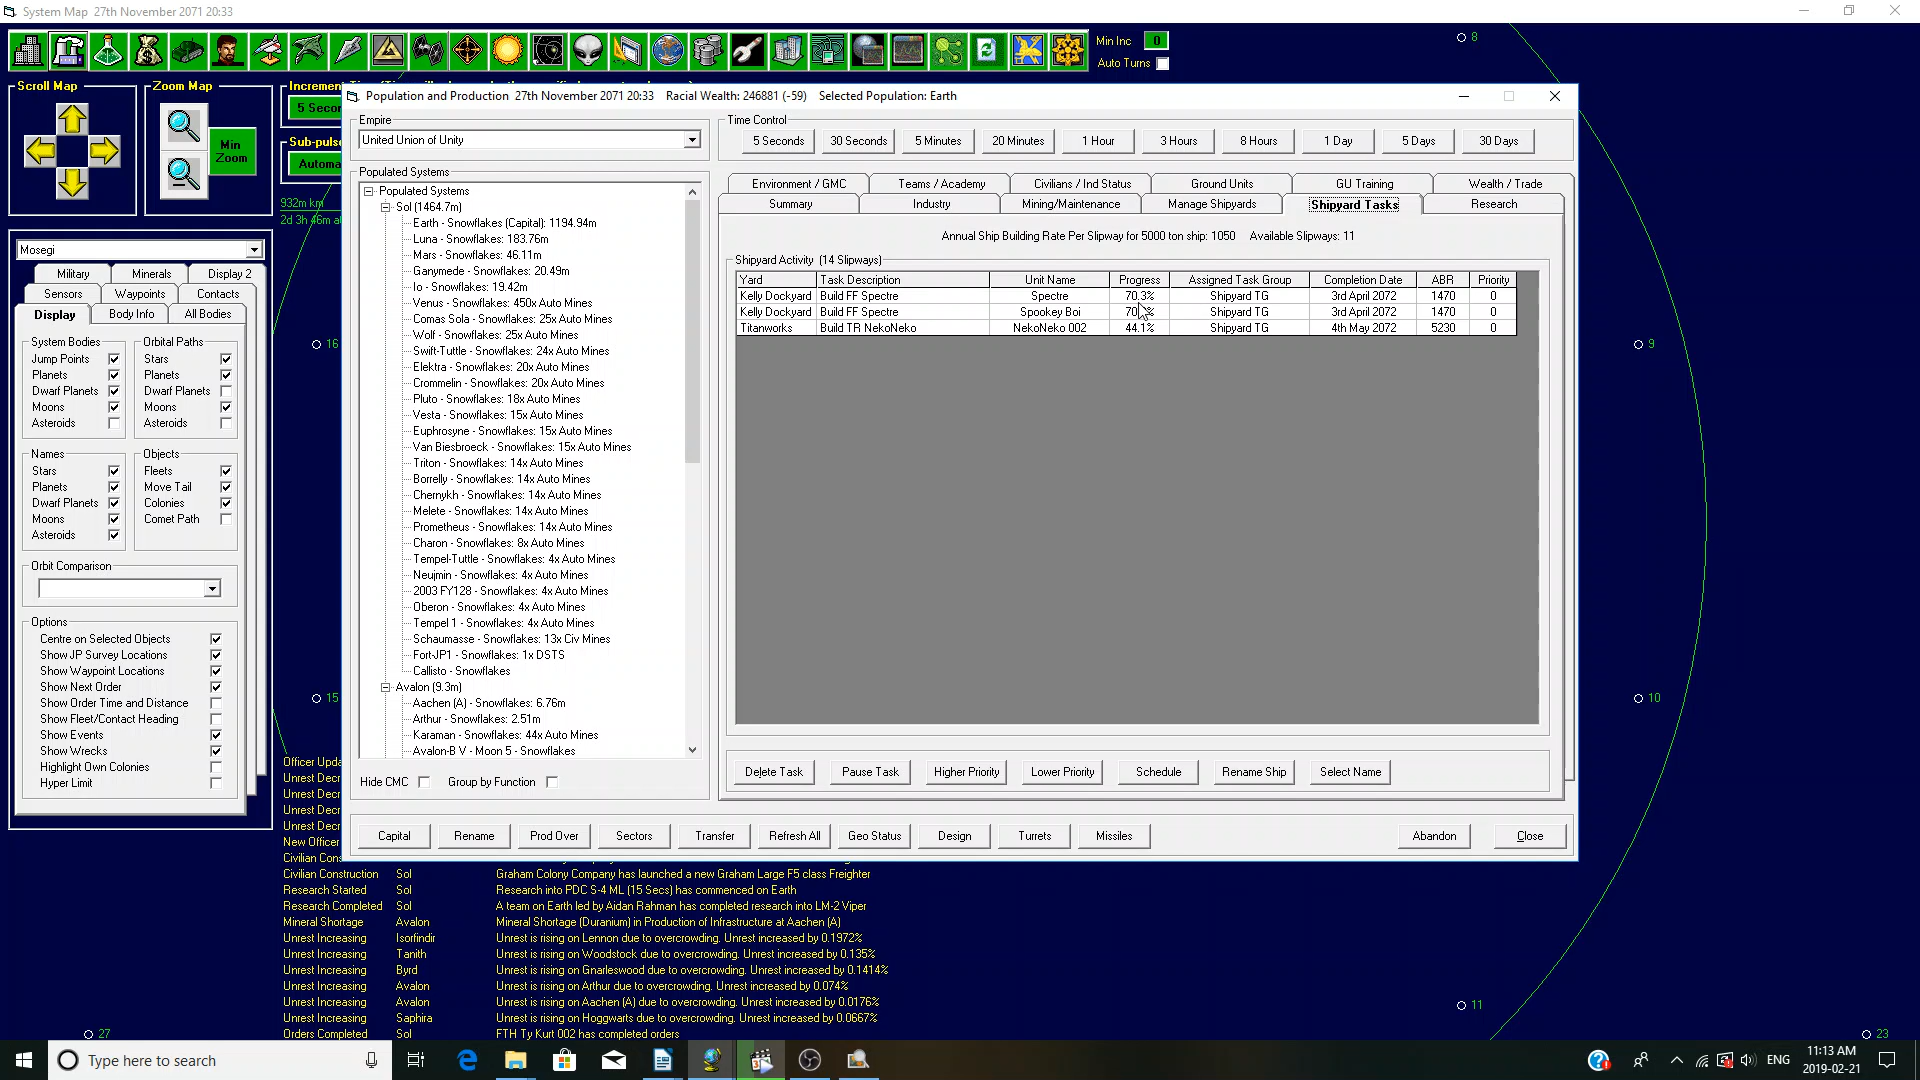 System Map   27th November 2071 20:33
Min Inc 0
Auto Turns
Scroll Map
Zoom Map
Min Zoom
5 Secon
Sub-puls
Automa
932m km
Population and Production   27th November 2071 20:33   Racial Wealth: 246881 (-59)   Selected Population: Earth
Empire
United Union of Unity
Time Control
5 Seconds 30 Seconds 5 Minutes 20 Minutes 1 Hour 3 Hours 8 Hours 1 Day 5 Days 30 Days
Environment / GMC Teams / Academy Civilians / Ind Status Ground Units GU Training Wealth / Trade
Summary Industry Mining/Maintenance Manage Shipyards Shipyard Tasks Research
Annual Ship Building Rate Per Slipway for 5000 ton ship: 1050   Available Slipways: 11
Shipyard Activity  (14 Slipways)
Yard Task Description Unit Name Progress Assigned Task Group Completion Date ABR Priority
Kelly Dockyard Build FF Spectre Spectre 70.3% Shipyard TG 3rd April 2072 1470 0
Kelly Dockyard Build FF Spectre Spookey Boi Shipyard TG 3rd April 2072 1470 0
Titanworks Build TR NekoNeko NekoNeko 002 44.1% Shipyard TG 4th May 2072 5230 0
Delete Task Pause Task Higher Priority Lower Priority Schedule Rename Ship Select Name
Populated Systems
Populated Systems
Sol (1464.7m)
Earth - Snowflakes (Capital): 1194.94m
Luna - Snowflakes: 183.76m
Mars - Snowflakes: 46.11m
Ganymede - Snowflakes: 20.49m
Io - Snowflakes: 19.42m
Venus - Snowflakes: 450x Auto Mines
Comas Sola - Snowflakes: 25x Auto Mines
Wolf - Snowflakes: 25x Auto Mines
Swift-Tuttle - Snowflakes: 24x Auto Mines
Elektra - Snowflakes: 20x Auto Mines
Crommelin - Snowflakes: 20x Auto Mines
Pluto - Snowflakes: 18x Auto Mines
Vesta - Snowflakes: 15x Auto Mines
Euphrosyne - Snowflakes: 15x Auto Mines
Van Biesbroeck - Snowflakes: 15x Auto Mines
Triton - Snowflakes: 14x Auto Mines
Borrelly - Snowflakes: 14x Auto Mines
Chernykh - Snowflakes: 14x Auto Mines
Melete - Snowflakes: 14x Auto Mines
Prometheus - Snowflakes: 14x Auto Mines
Charon - Snowflakes: 8x Auto Mines
Tempel-Tuttle - Snowflakes: 4x Auto Mines
Neujmin - Snowflakes: 4x Auto Mines
2003 FY128 - Snowflakes: 4x Auto Mines
Oberon - Snowflakes: 4x Auto Mines
Tempel 1 - Snowflakes: 4x Auto Mines
Schaumasse - Snowflakes: 13x Civ Mines
Fort-JP1 - Snowflakes: 1x DSTS
Callisto - Snowflakes
Avalon (9.3m)
Aachen (A) - Snowflakes: 6.76m
Arthur - Snowflakes: 2.51m
Karaman - Snowflakes: 44x Auto Mines
Avalon-B V - Moon 5 - Snowflakes
Hide CMC Group by Function
Capital Rename Prod Over Sectors Transfer Refresh All Geo Status Design Turrets Missiles Abandon Close
Mosegi
Military Minerals Display 2
Sensors Waypoints Contacts
Display Body Info All Bodies
System Bodies
Jump Points
Planets
Dwarf Planets
Moons
Asteroids
Orbital Paths
Stars
Planets
Dwarf Planets
Moons
Asteroids
Names
Stars
Planets
Dwarf Planets
Moons
Asteroids
Objects
Fleets
Move Tail
Colonies
Comet Path
Orbit Comparison
Options
Centre on Selected Objects
Show JP Survey Locations
Show Waypoint Locations
Show Next Order
Show Order Time and Distance
Show Fleet/Contact Heading
Show Events
Show Wrecks
Highlight Own Colonies
Hyper Limit
8
9
10
11
23
16
15
27
Officer Upda
Unrest Decr
Unrest Decr
Unrest Decr
Unrest Decr
New Officer
Civilian Cons
Civilian Construction Sol Graham Colony Company has launched a new Graham Large F5 class Freighter
Research Started Sol Research into PDC S-4 ML (15 Secs) has commenced on Earth
Research Completed Sol A team on Earth led by Aidan Rahman has completed research into LM-2 Viper
Mineral Shortage Avalon Mineral Shortage (Duranium) in Production of Infrastructure at Aachen (A)
Unrest Increasing Isorfindir Unrest is rising on Lennon due to overcrowding. Unrest increased by 0.1972%
Unrest Increasing Tanith Unrest is rising on Woodstock due to overcrowding. Unrest increased by 0.135%
Unrest Increasing Byrd Unrest is rising on Gnarleswood due to overcrowding. Unrest increased by 0.1414%
Unrest Increasing Avalon Unrest is rising on Arthur due to overcrowding. Unrest increased by 0.074%
Unrest Increasing Avalon Unrest is rising on Aachen (A) due to overcrowding. Unrest increased by 0.0176%
Unrest Increasing Saphira Unrest is rising on Hoggwarts due to overcrowding. Unrest increased by 0.0667%
Orders Completed Sol FTH Ty Kurt 002 has completed orders
Type here to search
ENG
11:13 AM
2019-02-21